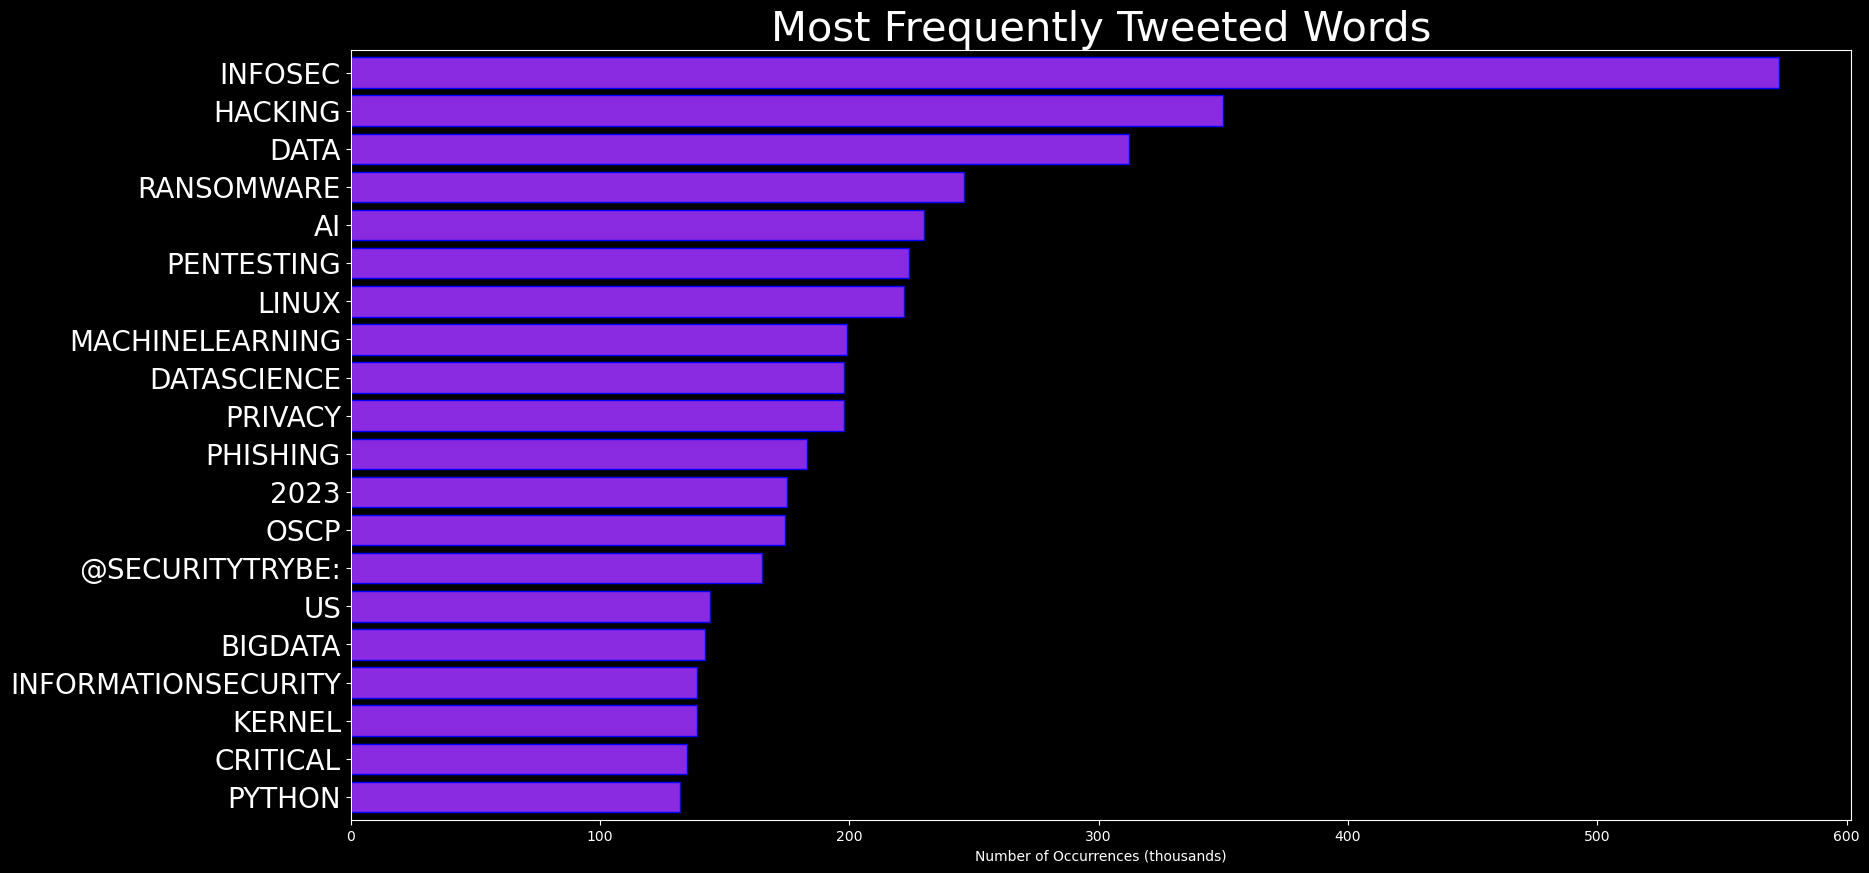 Most Frequently Tweeted Words
INFOSEC
HACKING
DATA
RANSOMWARE
AI
PENTESTING
LINUX
MACHINELEARNING
DATASCIENCE
PRIVACY
PHISHING
2023
OSCP
@SECURITYTRYBE:
US
BIGDATA
INFORMATIONSECURITY
KERNEL
CRITICAL
PYTHON
0 100 200 300 400 500 600
Number of Occurrences (thousands)